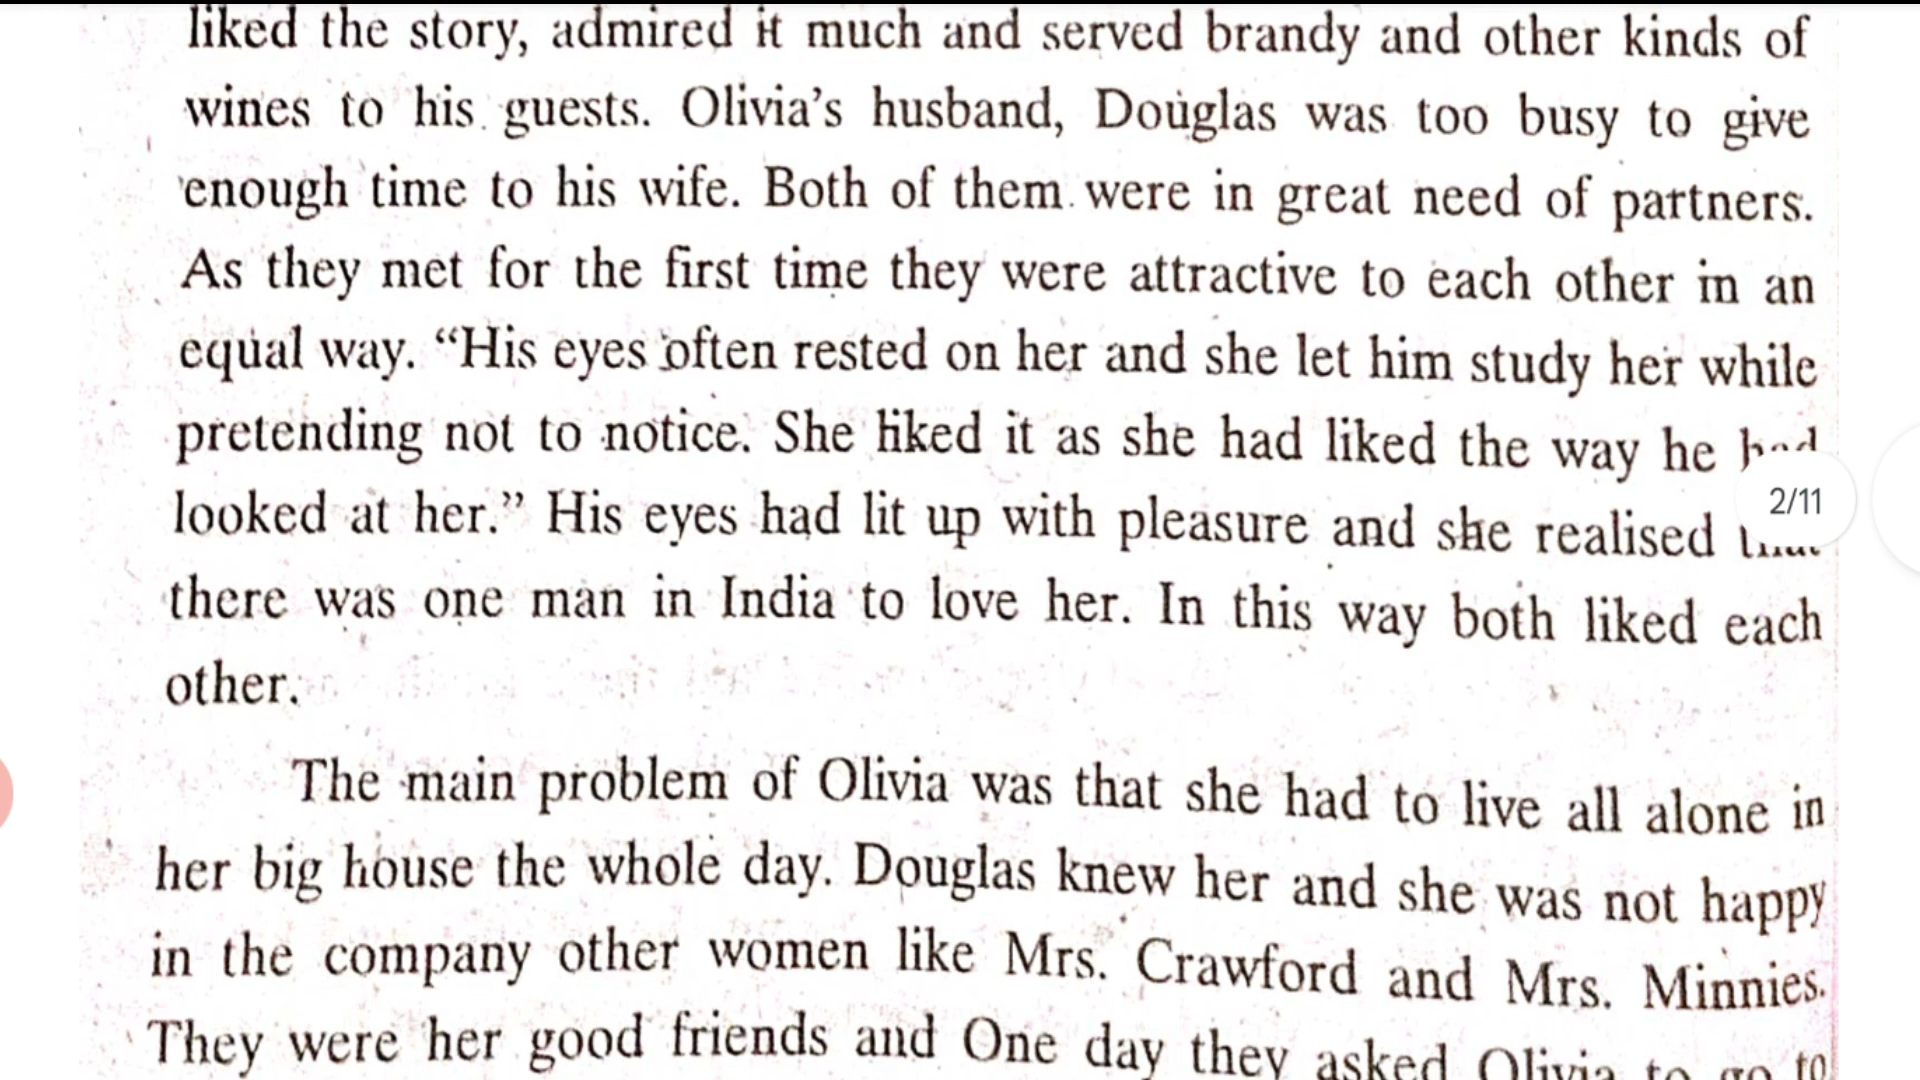 liked the story, admired it much and served brandy and other kinds of
wines to his guests. Olivia's husband, Douglas was too busy to give
enough time to his wife. Both of them were in great need of partners.
As they met for the first time they were attractive to each other in an
equal way. “His eyes often rested on her and she let him study her while
pretending not to notice. She liked it as she had liked the way he had
looked at her.” His eyes had lit up with pleasure and she realised that
there was one man in India to love her. In this way both liked each
other.
2/11
The main problem of Olivia was that she had to live all alone in
her big house the whole day. Douglas knew her and she was not happy
in the company other women like Mrs. Crawford and Mrs. Minnies.
They were her good friends and One day they asked Olivia to go to